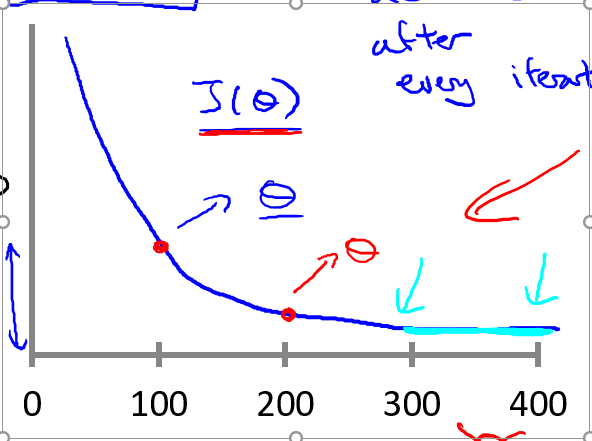 after
every iterat
J(θ)
θ
θ
0 100 200 300 400